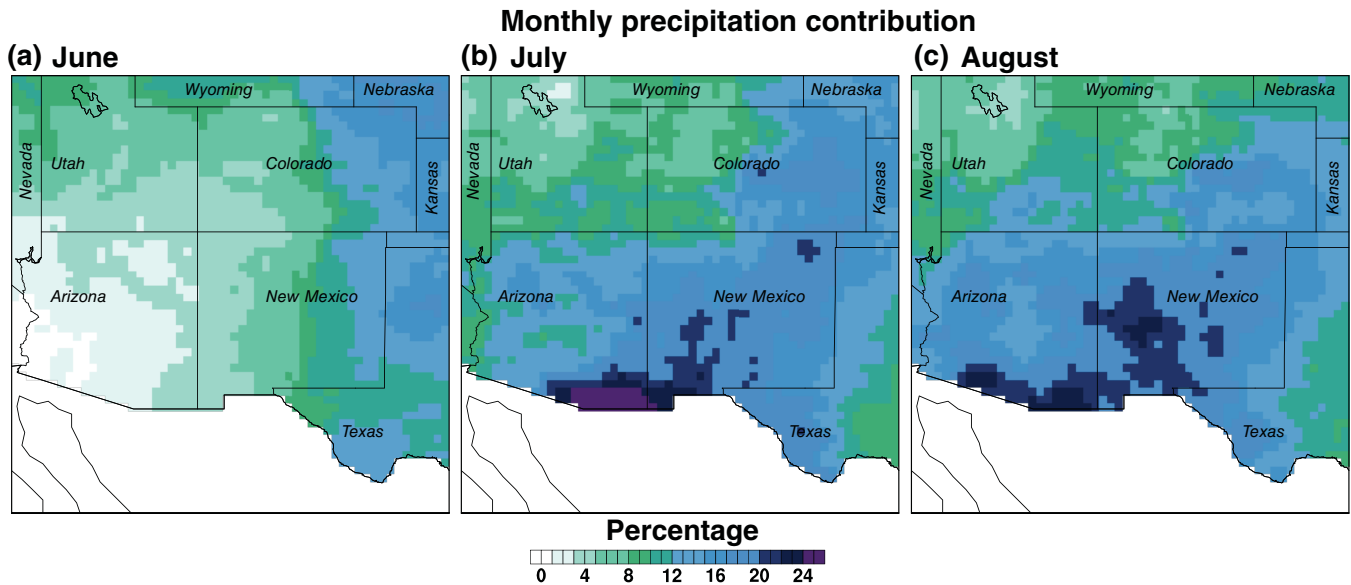 Monthly precipitation contribution
(a) June
(b) July
(c) August
Wyoming
Nebraska
Nevada
Utah
Colorado
Kansas
Arizona
New Mexico
Texas
Wyoming
Nebraska
Nevada
Utah
Colorado
Kansas
Arizona
New Mexico
Texas
Wyoming
Nebraska
Nevada
Utah
Colorado
Kansas
Arizona
New Mexico
Texas
Percentage
0 4 8 12 16 20 24